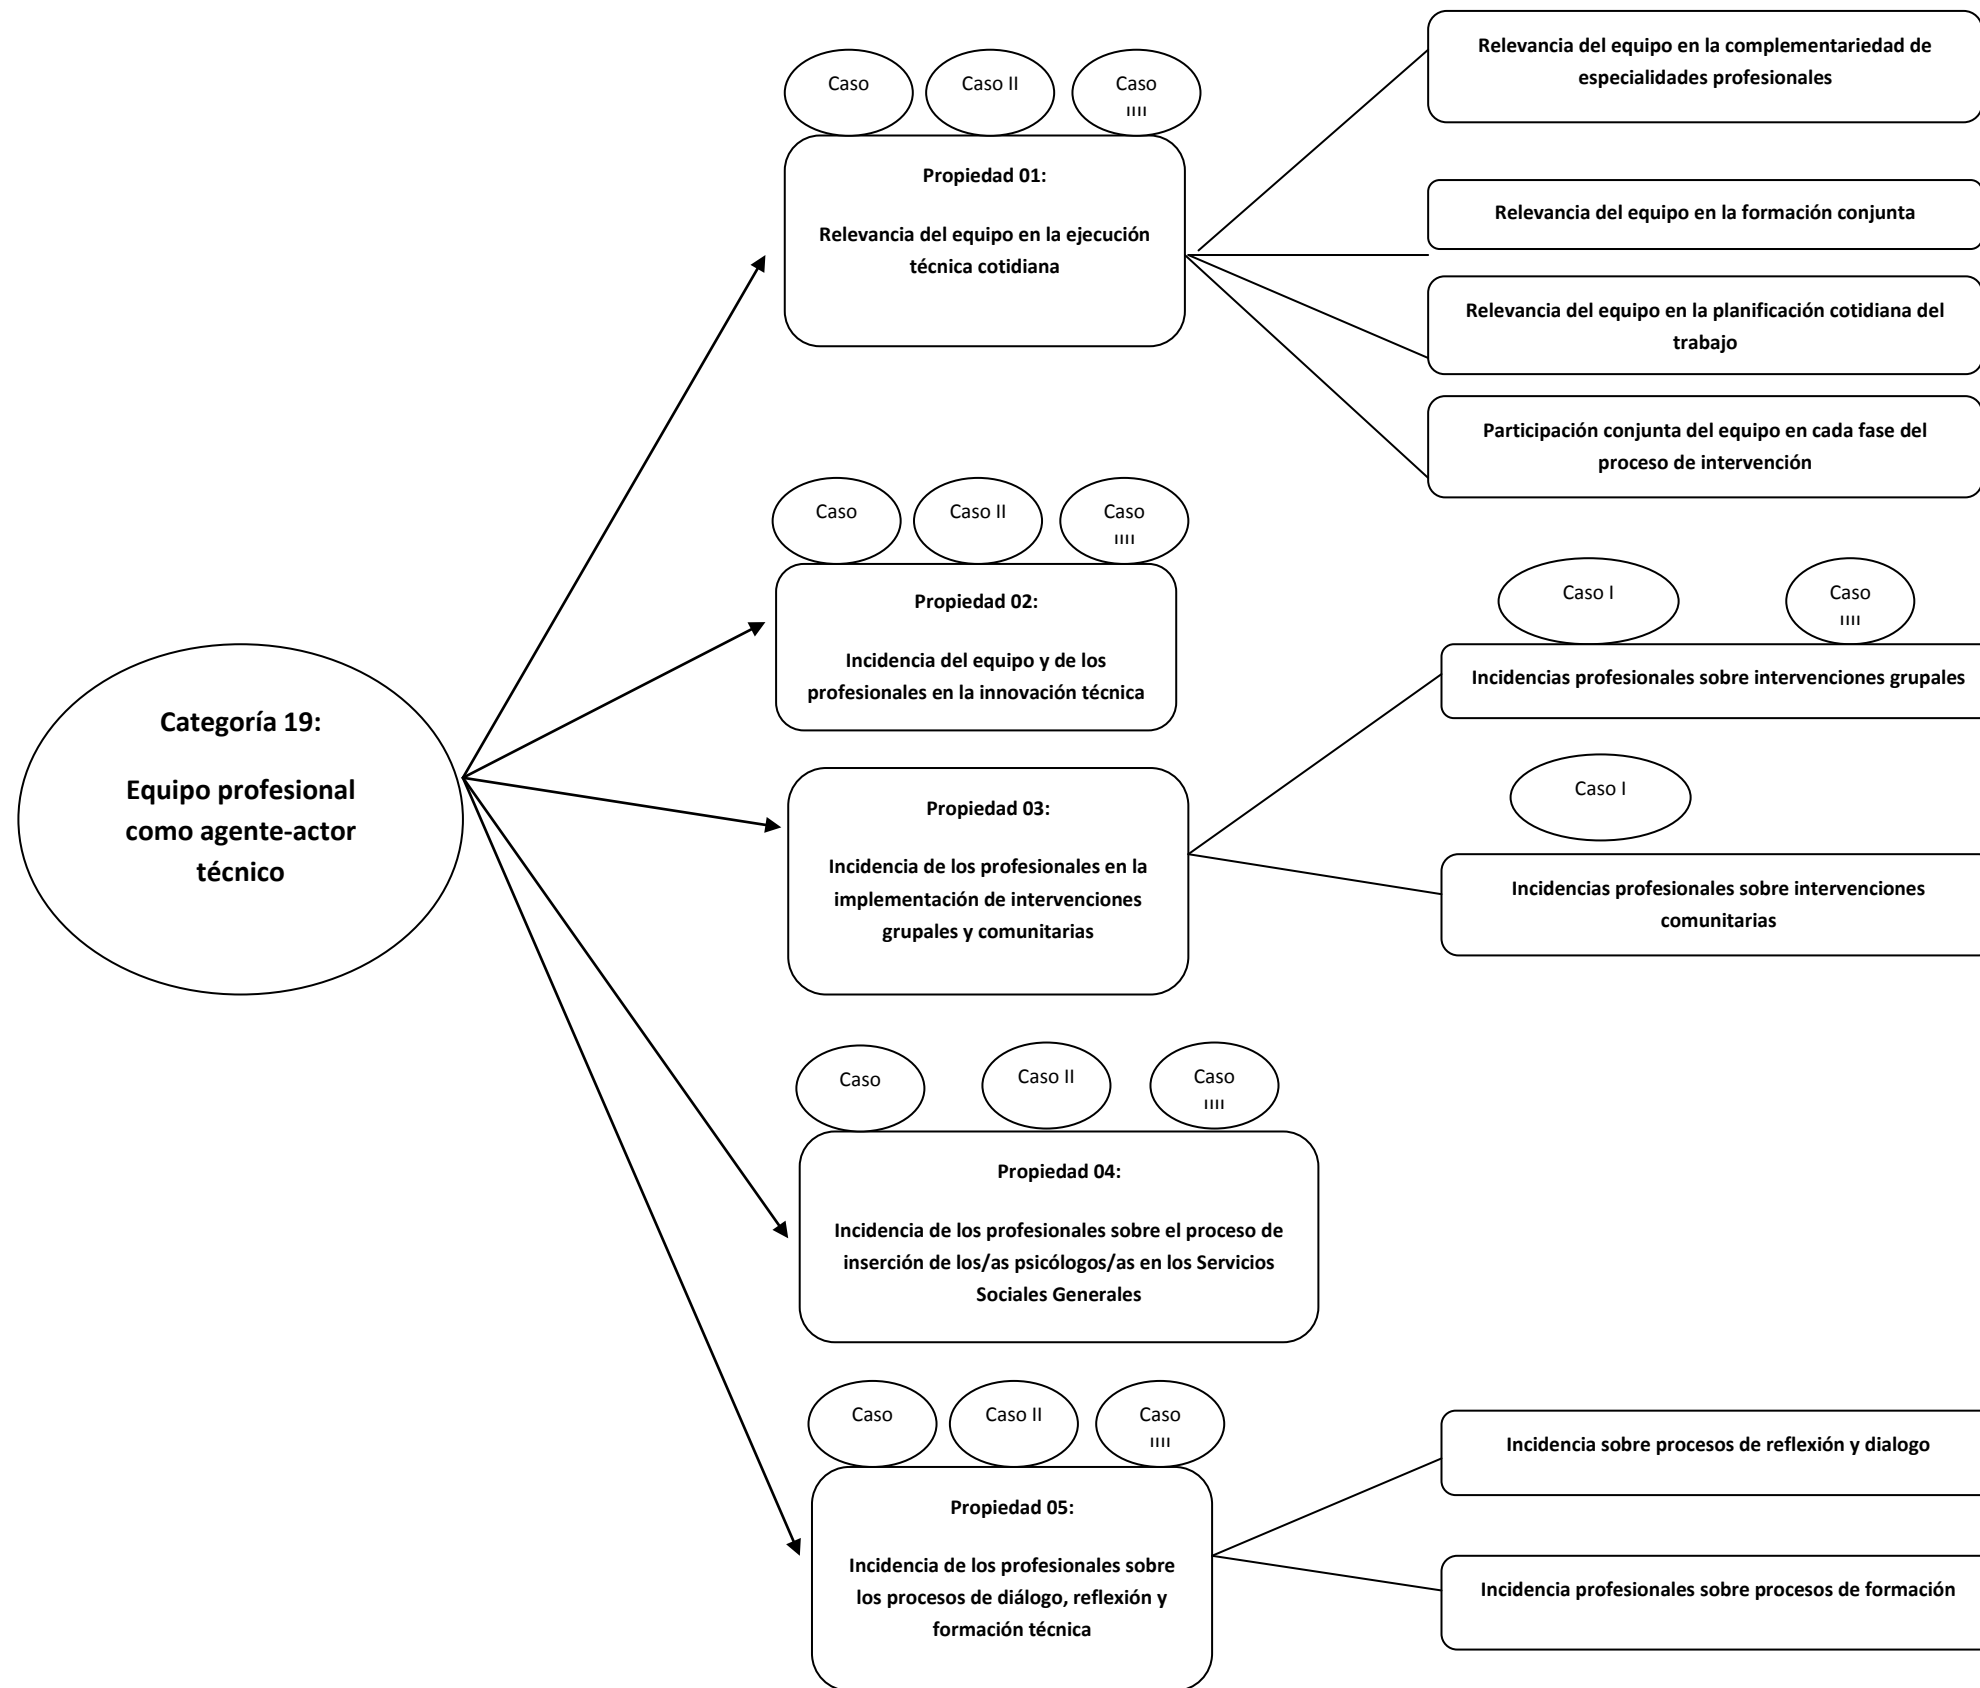 Categoría 19:
Equipo profesional
como agente-actor
técnico
Caso
Caso II
Caso
IIII
Propiedad 01:
Relevancia del equipo en la ejecución
técnica cotidiana
Relevancia del equipo en la complementariedad de
especialidades profesionales
Relevancia del equipo en la formación conjunta
Relevancia del equipo en la planificación cotidiana del
trabajo
Participación conjunta del equipo en cada fase del
proceso de intervención
Caso
Caso II
Caso
IIII
Propiedad 02:
Incidencia del equipo y de los
profesionales en la innovación técnica
Propiedad 03:
Incidencia de los profesionales en la
implementación de intervenciones
grupales y comunitarias
Caso I
Caso
IIII
Incidencias profesionales sobre intervenciones grupales
Caso I
Incidencias profesionales sobre intervenciones
comunitarias
Caso
Caso II
Caso
IIII
Propiedad 04:
Incidencia de los profesionales sobre el proceso de
inserción de los/as psicólogos/as en los Servicios
Sociales Generales
Caso
Caso II
Caso
IIII
Propiedad 05:
Incidencia de los profesionales sobre
los procesos de diálogo, reflexión y
formación técnica
Incidencia sobre procesos de reflexión y dialogo
Incidencia profesionales sobre procesos de formación